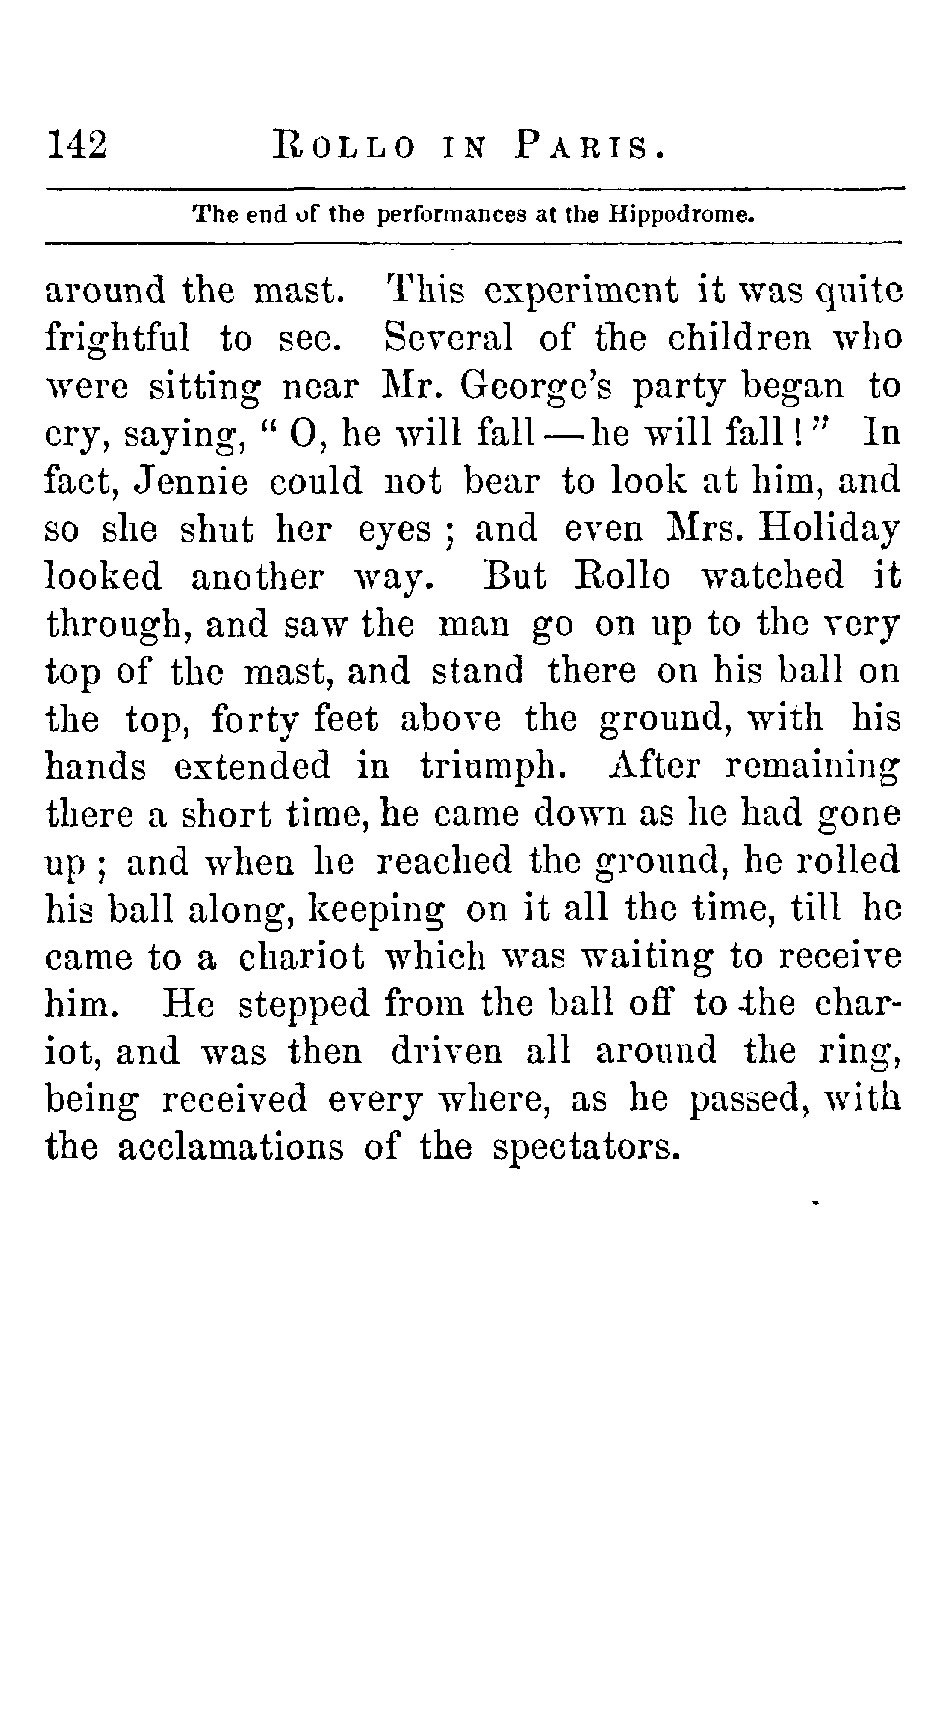 142 ROLLO IN PARIS.
The end of the performances at the Hippodrome.
around the mast. This experiment it was quite
frightful to see. Several of the children who
were sitting near Mr. George's party began to
cry, saying, “ O, he will fall — he will fall ! ” In
fact, Jennie could not bear to look at him, and
so she shut her eyes ; and even Mrs. Holiday
looked another way. But Rollo watched it
through, and saw the man go on up to the very
top of the mast, and stand there on his ball on
the top, forty feet above the ground, with his
hands extended in triumph. After remaining
there a short time, he came down as he had gone
up ; and when he reached the ground, he rolled
his ball along, keeping on it all the time, till he
came to a chariot which was waiting to receive
him. He stepped from the ball off to the char-
iot, and was then driven all around the ring,
being received every where, as he passed, with
the acclamations of the spectators.